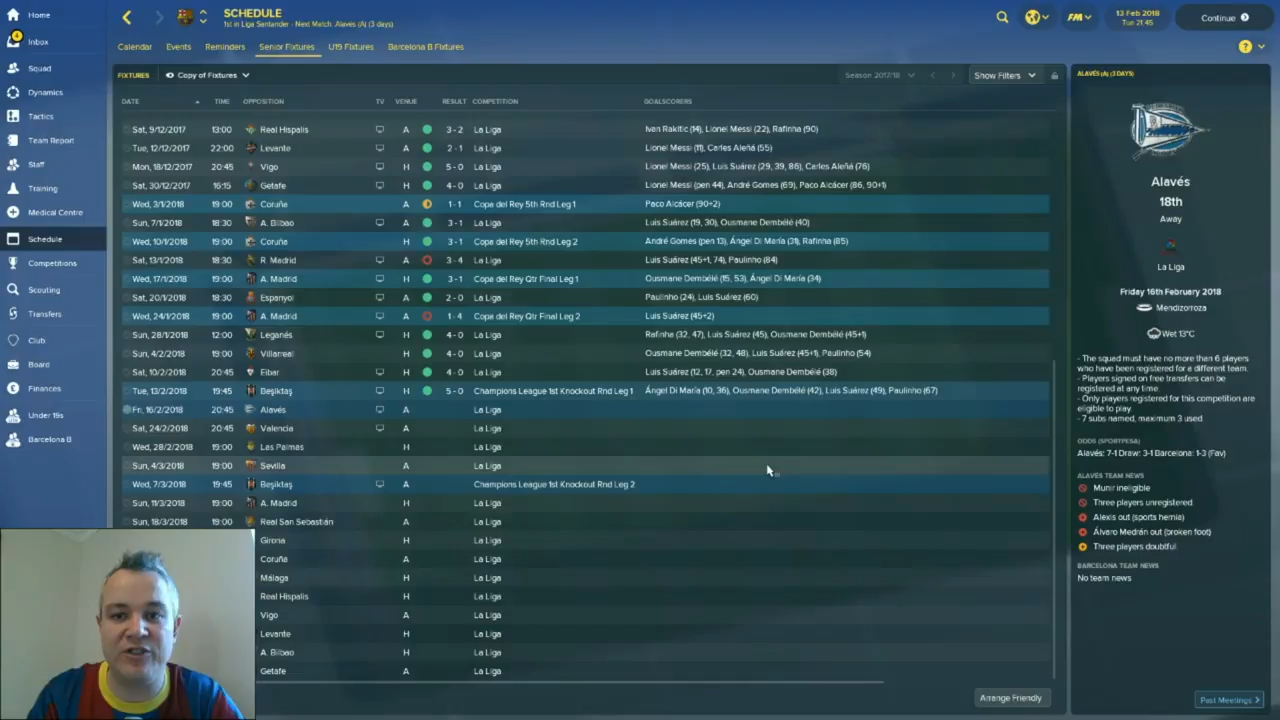 SCHEDULE
1st in Liga Santander - Next Match: Alavés (A) (3 days)
13 Feb 2018
Tue 21:45
FM
Continue
Home
4
Inbox
Squad
Dynamics
Tactics
Team Report
Staff
Training
Medical Centre
Schedule
Competitions
Scouting
Transfers
Club
Board
Finances
Under 19s
Barcelona B
Calendar Events Reminders Senior Fixtures U19 Fixtures Barcelona B Fixtures
?
FIXTURES Copy of Fixtures Season 2017/18 Show Filters
DATE TIME OPPOSITION TV VENUE RESULT COMPETITION GOALSCORERS
Sat, 9/12/2017 13:00 Real Hispalis A 3 - 2 La Liga Ivan Rakitic (14), Lionel Messi (22), Rafinha (90)
Tue, 12/12/2017 22:00 Levante A 2 - 1 La Liga Lionel Messi (11), Carles Aleñá (55)
Mon, 18/12/2017 20:45 Vigo H 5 - 0 La Liga Lionel Messi (25), Luis Suárez (29, 39, 86), Carles Aleñá (76)
Sat, 30/12/2017 16:15 Getafe H 4 - 0 La Liga Lionel Messi (pen 44), André Gomes (69), Paco Alcácer (86, 90+1)
Wed, 3/1/2018 19:00 Coruña A 1 - 1 Copa del Rey 5th Rnd Leg 1 Paco Alcácer (90+2)
Sun, 7/1/2018 18:30 A. Bilbao A 3 - 1 La Liga Luis Suárez (19, 30), Ousmane Dembélé (40)
Wed, 10/1/2018 19:00 Coruña H 3 - 1 Copa del Rey 5th Rnd Leg 2 André Gomes (pen 13), Ángel Di María (31), Rafinha (85)
Sat, 13/1/2018 18:30 R. Madrid A 3 - 4 La Liga Luis Suárez (45+1, 74), Paulinho (84)
Wed, 17/1/2018 19:00 A. Madrid H 3 - 1 Copa del Rey Qtr Final Leg 1 Ousmane Dembélé (15, 53), Ángel Di María (34)
Sat, 20/1/2018 18:30 Espanyol A 2 - 0 La Liga Paulinho (24), Luis Suárez (60)
Wed, 24/1/2018 19:00 A. Madrid A 1 - 4 Copa del Rey Qtr Final Leg 2 Luis Suárez (45+2)
Sun, 28/1/2018 12:00 Leganés H 4 - 0 La Liga Rafinha (32, 47), Luis Suárez (45), Ousmane Dembélé (45+1)
Sun, 4/2/2018 19:00 Villarreal H 4 - 0 La Liga Ousmane Dembélé (32, 48), Luis Suárez (45+1), Paulinho (54)
Sat, 10/2/2018 20:45 Eibar H 4 - 0 La Liga Luis Suárez (12, 17, pen 24), Ousmane Dembélé (38)
Tue, 13/2/2018 19:45 Beşiktaş H 5 - 0 Champions League 1st Knockout Rnd Leg 1 Ángel Di María (10, 36), Ousmane Dembélé (42), Luis Suárez (49), Paulinho (67)
Fri, 16/2/2018 20:45 Alavés A La Liga
Sat, 24/2/2018 20:45 Valencia A La Liga
Wed, 28/2/2018 19:00 Las Palmas H La Liga
Sun, 4/3/2018 19:00 Sevilla A La Liga
Wed, 7/3/2018 19:45 Beşiktaş A Champions League 1st Knockout Rnd Leg 2
Sun, 11/3/2018 19:00 A. Madrid H La Liga
Sun, 18/3/2018 19:00 Real San Sebastián A La Liga
Girona H La Liga
Coruña A La Liga
Málaga H La Liga
Real Hispalis H La Liga
Vigo A La Liga
Levante H La Liga
A. Bilbao H La Liga
Getafe A La Liga
Arrange Friendly
ALAVÉS (A) (3 DAYS)
Alavés
18th
Away
La Liga
Friday 16th February 2018
Mendizorroza
Wet 13°C
- The squad must have no more than 6 players
who have been registered for a different team.
- Players signed on free transfers can be
registered at any time.
- Only players registered for this competition are
eligible to play.
- 7 subs named, maximum 3 used
ODDS (SPORTPESA)
Alavés: 7-1 Draw: 3-1 Barcelona: 1-3 (Fav)
ALAVÉS TEAM NEWS
Munir ineligible
Three players unregistered
Alexis out (sports hernia)
Álvaro Medrán out (broken foot)
Three players doubtful
BARCELONA TEAM NEWS
No team news
Past Meetings